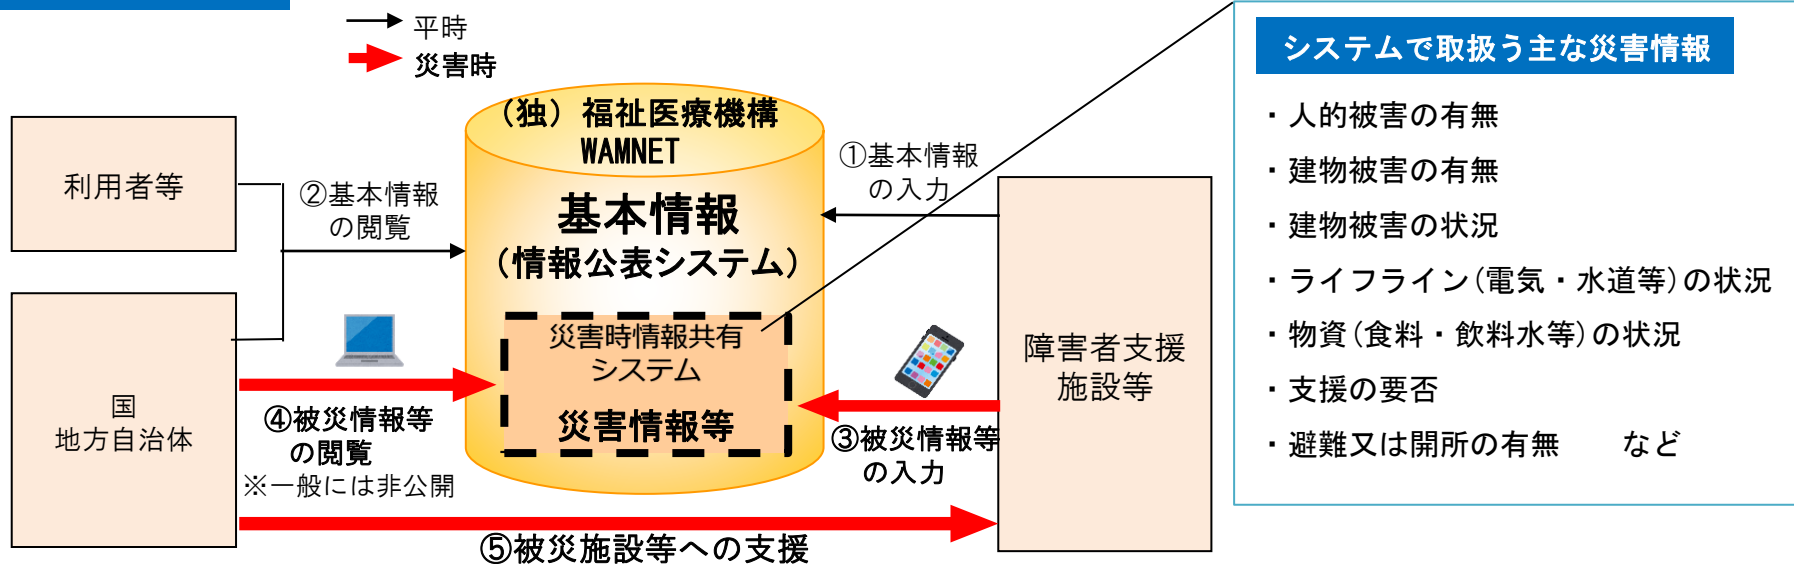 平時
災害時
利用者等
国
地方自治体
②基本情報
の閲覧
④被災情報等
の閲覧
※一般には非公開
(独)福祉医療機構
WAMNET
基本情報
(情報公表システム)
災害時情報共有
システム
災害情報等
①基本情報
の入力
③被災情報等
の入力
障害者支援
施設等
⑤被災施設等への支援
システムで取扱う主な災害情報
・人的被害の有無
・建物被害の有無
・建物被害の状況
・ライフライン(電気・水道等)の状況
・物資(食料・飲料水等)の状況
・支援の要否
・避難又は開所の有無　　など